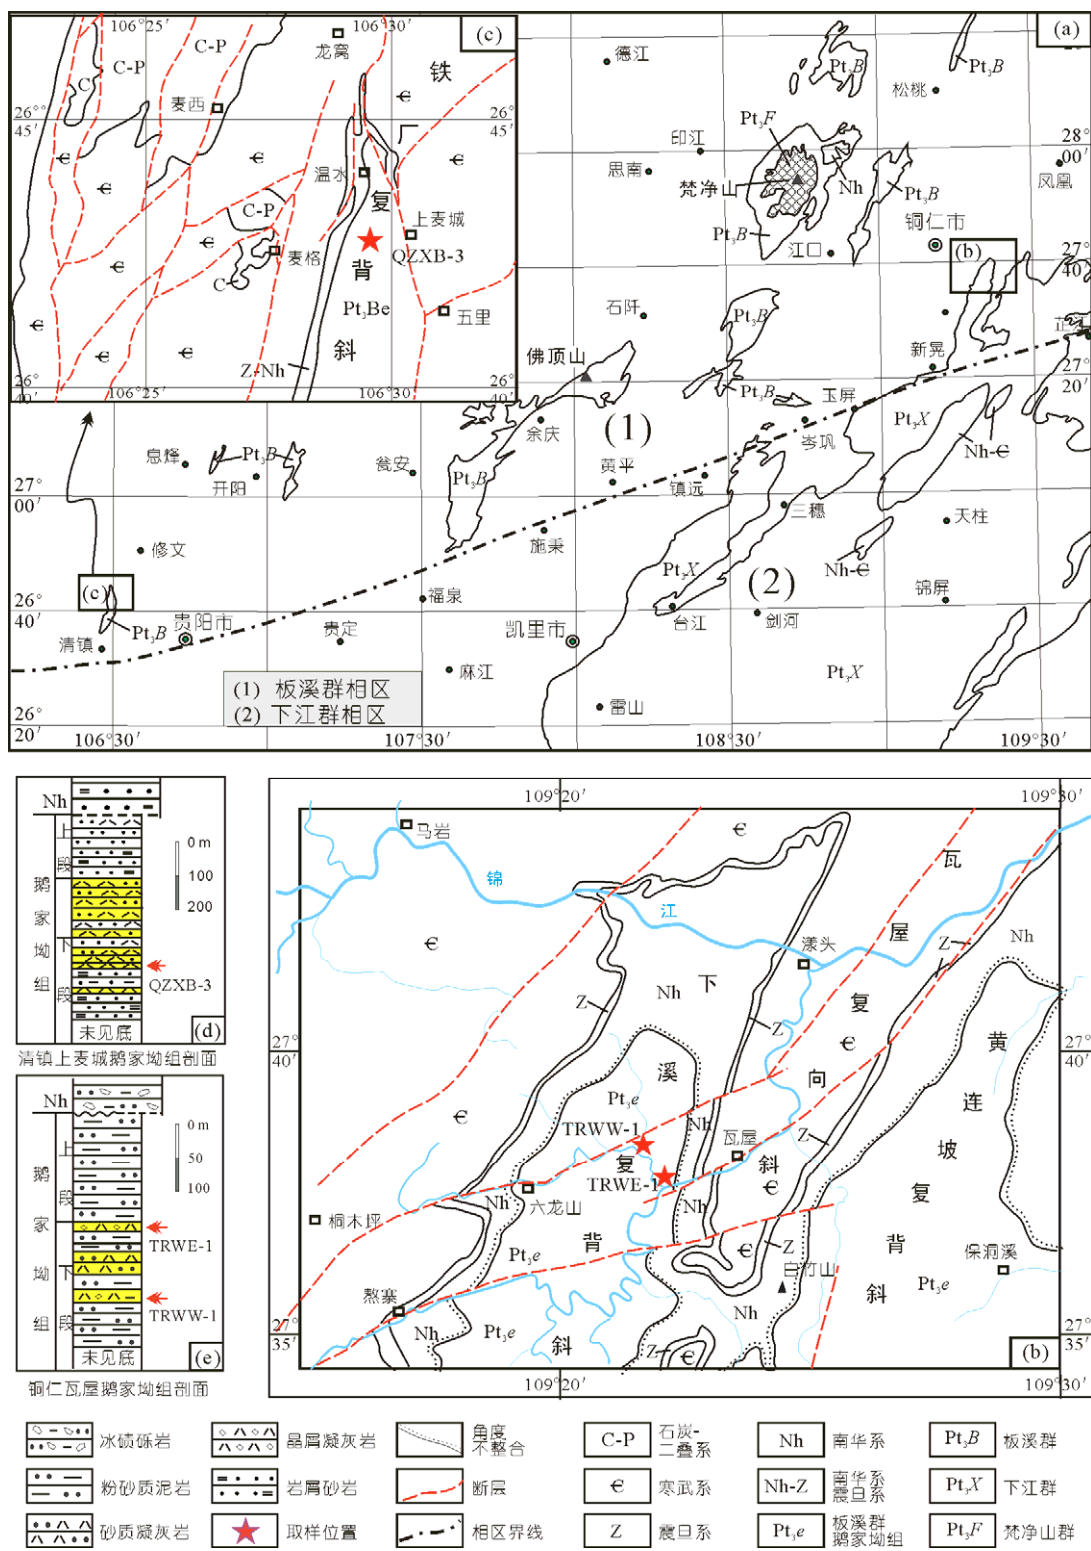 106°25′
106°30′
(c)
(a)
C-P
C-P
C
龙窝
铁
麦西
26°
45′
26°
45′
Є
厂
温水
复
上麦城
QZXB-3
C-P
麦格
C
背
Pt₃Be
五里
斜
Z-Nh
26°
40′
106°25′
106°30′
26°
40′
德江
Pt₃B
Pt₃B
松桃
Pt₃F
印江
思南
梵净山
Nh
Pt₃B
28°
00′
凤凰
铜仁市
Pt₃B
江口
(b)
27°
40′
石阡
Pt₃B
芷江
新晃
佛顶山
27°
20′
Pt₃B
玉屏
Pt₃X
余庆
(1)
岑巩
Nh-Є
息烽
Pt₃B
开阳
瓮安
Pt₃B
黄平
镇远
27°
00′
三穗
天柱
修文
施秉
Nh-Є
Pt₃X
(2)
(c)
26°
40′
Pt₃B
贵阳市
福泉
锦屏
清镇
贵定
凯里市
台江
剑河
麻江
Pt₃X
(1) 板溪群相区
(2) 下江群相区
雷山
26°
20′
106°30′
107°30′
108°30′
109°30′
Nh
上
段
鹅
家
坳
组
下
段
0 m
100
200
QZXB-3
未见底
(d)
清镇上麦城鹅家坳组剖面
Nh
上
段
鹅
家
坳
组
下
段
0 m
50
100
TRWE-1
TRWW-1
未见底
(e)
铜仁瓦屋鹅家坳组剖面
109°20′
109°30′
马岩
Є
瓦
锦
江
屋
漾头
Z
Nh
Є
Nh
下
Z
Z
复
Є
27°
40′
27°
40′
黄
溪
向
连
Pt₃e
Є
TRWW-1
Nh
瓦屋
Z
坡
复
TRWE-1
斜
Є
Nh
六龙山
Nh
复
桐木坪
Pt₃e
背
Є
Z
背
保洞溪
白竹山
熬寨
Pt₃e
斜
Nh
Pt₃e
斜
Nh
Z
Є
27°
35′
27°
35′
(b)
109°20′
109°30′
冰碛砾岩
晶屑凝灰岩
角度
不整合
C-P
石炭-
二叠系
Nh
南华系
Pt₃B
板溪群
粉砂质泥岩
岩屑砂岩
断层
Є
寒武系
Nh-Z
南华系
震旦系
Pt₃X
下江群
砂质凝灰岩
取样位置
相区界线
Z
震旦系
Pt₃e
板溪群
鹅家坳组
Pt₃F
梵净山群